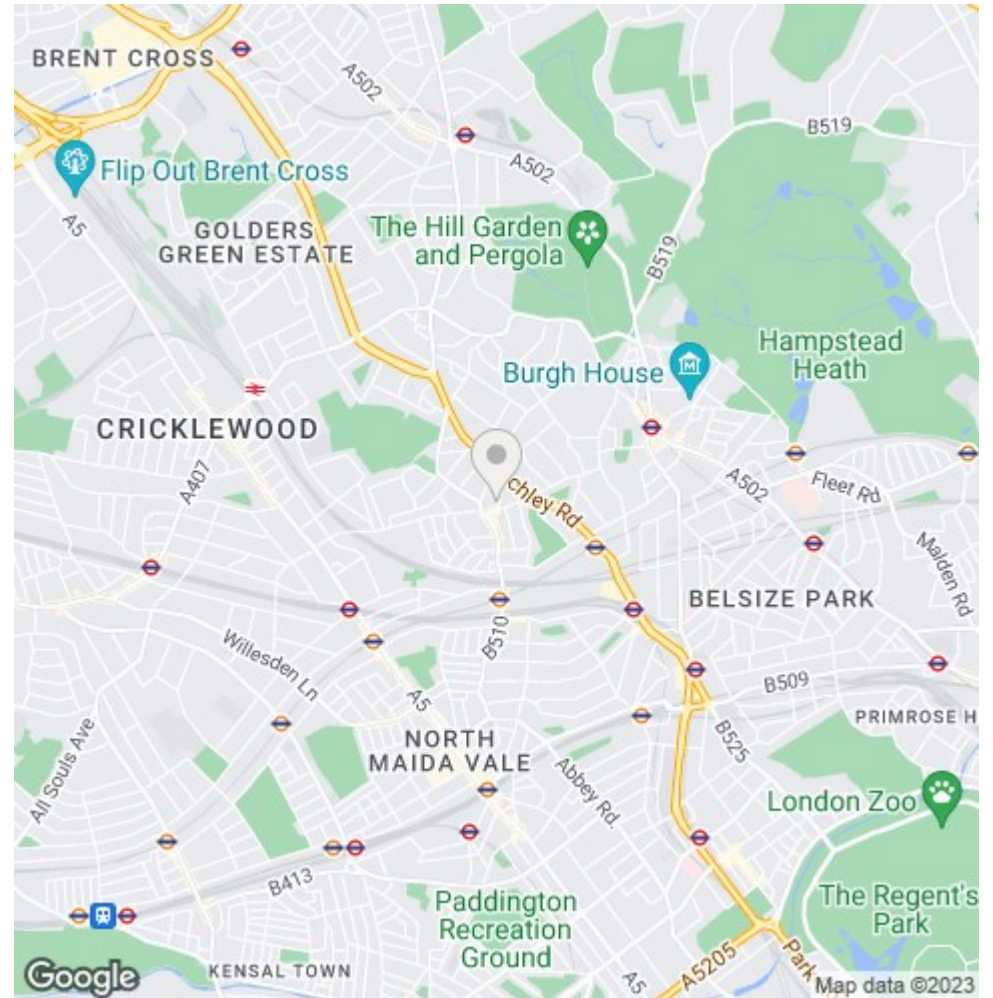 BRENT CROSS
A502
B519
A502
Flip Out Brent Cross
A5
GOLDERS
GREEN ESTATE
The Hill Garden
and Pergola
B519
Hampstead
Heath
Burgh House
CRICKLEWOOD
A407
chley Rd
A502
Fleet Rd
Malden Rd
BELSIZE PARK
B510
Willesden Ln
A5
B509
B525
PRIMROSE H
NORTH
MAIDA VALE
Abbey Rd.
All Souls Ave
London Zoo
B413
Paddington
Recreation
Ground
The Regent's
Park
A5205
Park
A5
KENSAL TOWN
Google
Map data ©2023